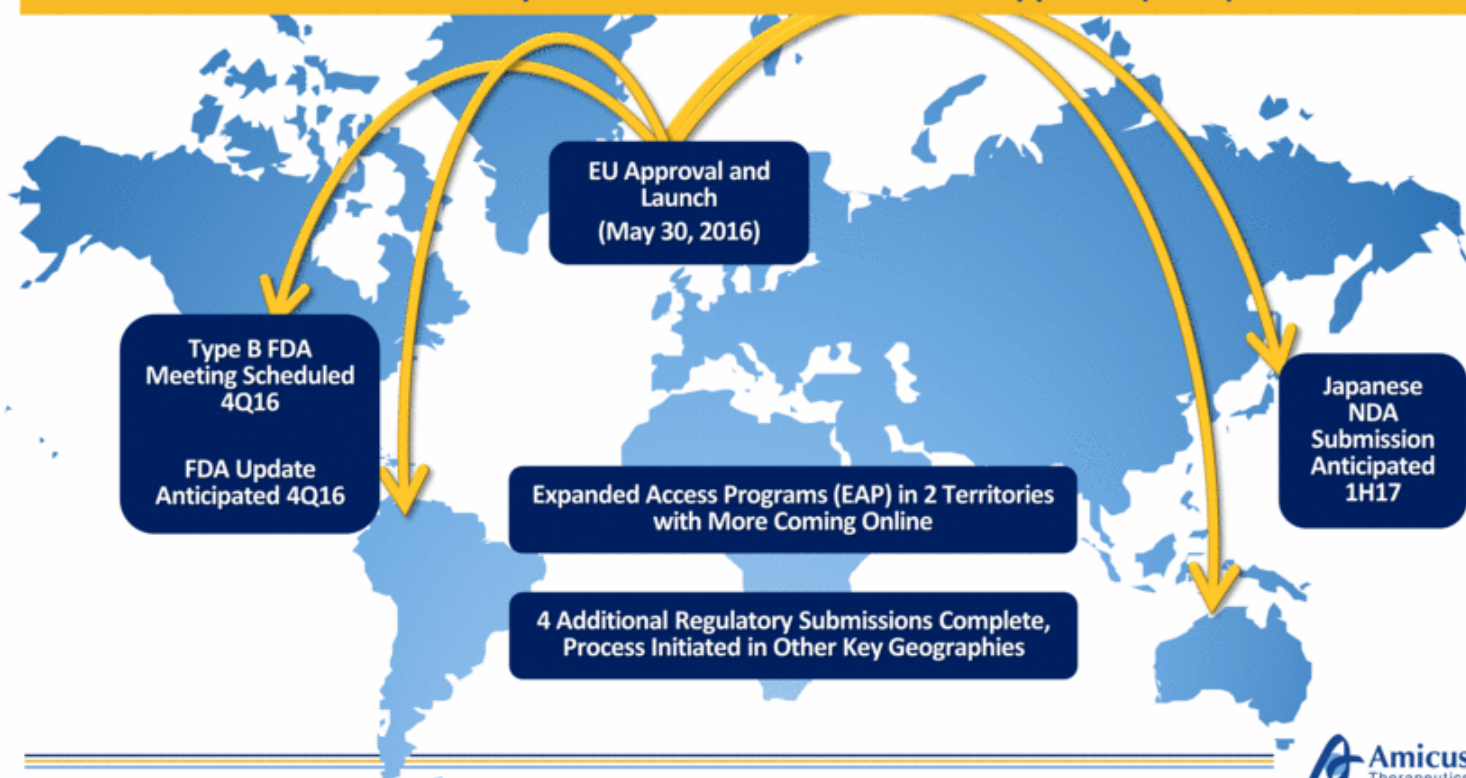 EU Approval and
Launch
(May 30, 2016)
Type B FDA
Meeting Scheduled
4Q16
FDA Update
Anticipated 4Q16
Japanese
NDA
Submission
Anticipated
1H17
Expanded Access Programs (EAP) in 2 Territories
with More Coming Online
4 Additional Regulatory Submissions Complete,
Process Initiated in Other Key Geographies
Amicus
Therapeutics